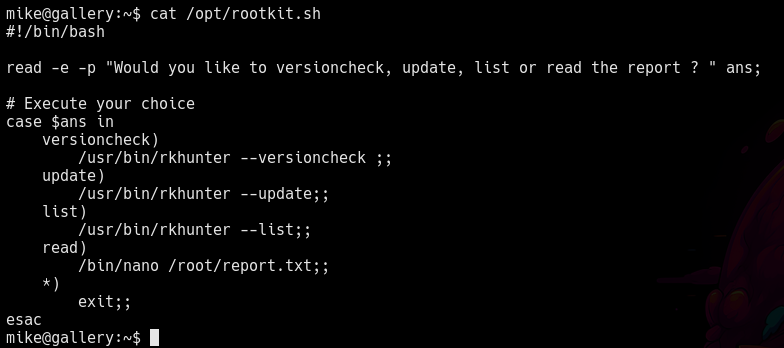 mike@gallery:~$ cat /opt/rootkit.sh
#!/bin/bash

read -e -p "Would you like to versioncheck, update, list or read the report ? " ans;

# Execute your choice
case $ans in
    versioncheck)
        /usr/bin/rkhunter --versioncheck ;;
    update)
        /usr/bin/rkhunter --update;;
    list)
        /usr/bin/rkhunter --list;;
    read)
        /bin/nano /root/report.txt;;
    *)
        exit;;
esac
mike@gallery:~$